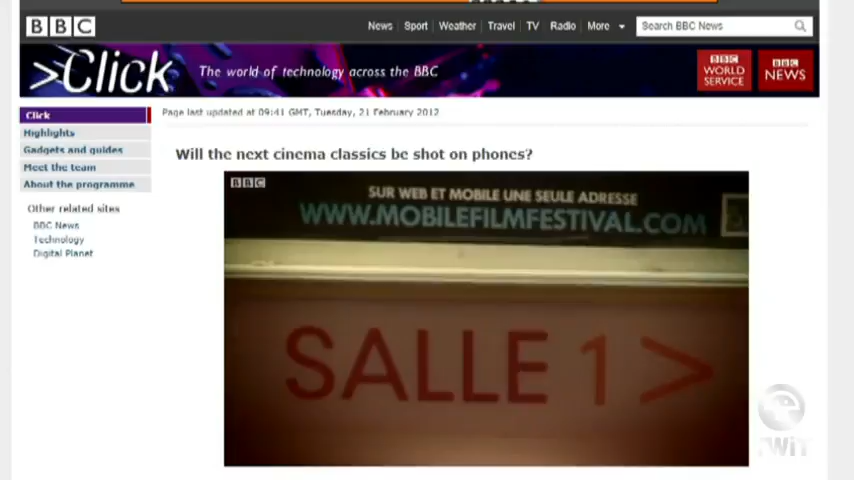 BBC
News Sport Weather Travel TV Radio More
Search BBC News
>Click
The world of technology across the BBC
BBC WORLD SERVICE
BBC NEWS
Click
Highlights
Gadgets and guides
Meet the team
About the programme
Other related sites
BBC News
Technology
Digital Planet
Page last updated at 09:41 GMT, Tuesday, 21 February 2012
Will the next cinema classics be shot on phones?
BBC
SUR WEB ET MOBILE UNE SEULE ADRESSE
WWW.MOBILEFILMFESTIVAL.COM
SALLE 1 >
TWiT